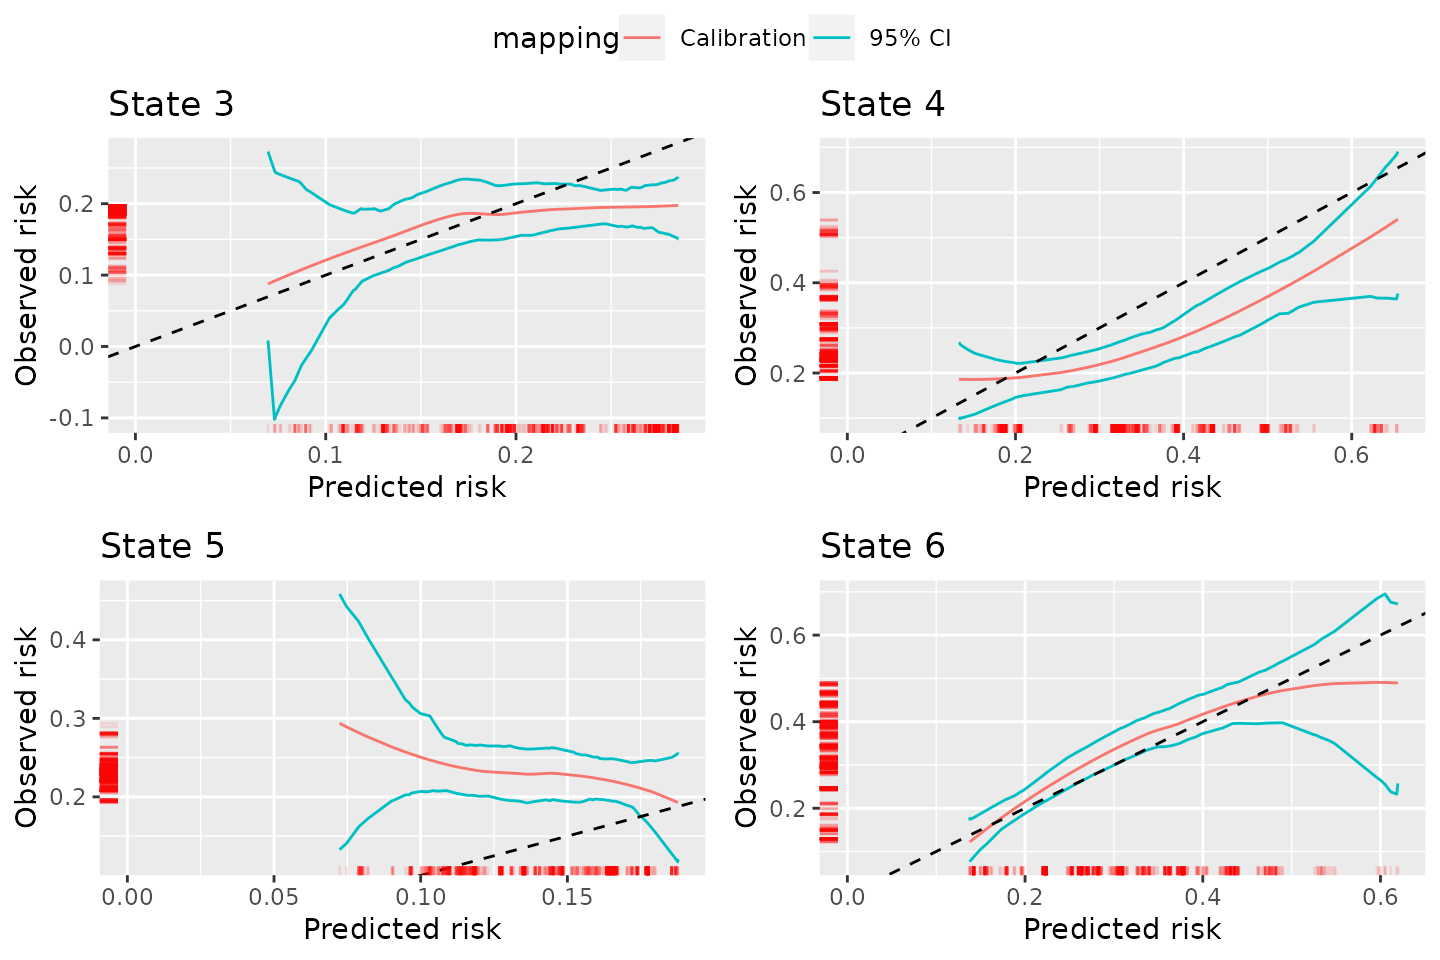 mapping Calibration 95% CI
State 3
State 4
Observed risk
0.2
0.1
0.0
-0.1
0.0 0.1 0.2
Predicted risk
Observed risk
0.6
0.4
0.2
0.0 0.2 0.4 0.6
Predicted risk
State 5
State 6
Observed risk
0.4
0.3
0.2
0.00 0.05 0.10 0.15
Predicted risk
Observed risk
0.6
0.4
0.2
0.0 0.2 0.4 0.6
Predicted risk